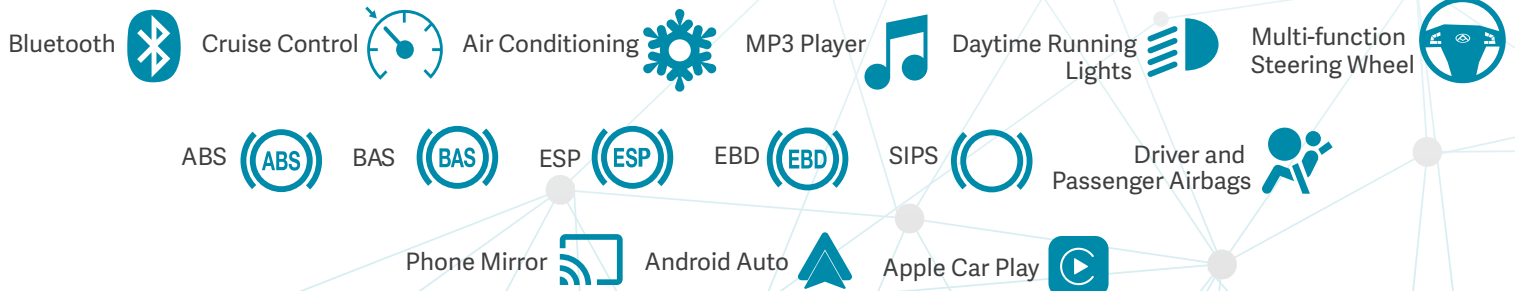 Bluetooth
Cruise Control
Air Conditioning
MP3 Player
Daytime Running
Lights
Multi-function
Steering Wheel
ABS
ABS
BAS
BAS
ESP
ESP
EBD
EBD
SIPS
Driver and
Passenger Airbags
Phone Mirror
Android Auto
Apple Car Play